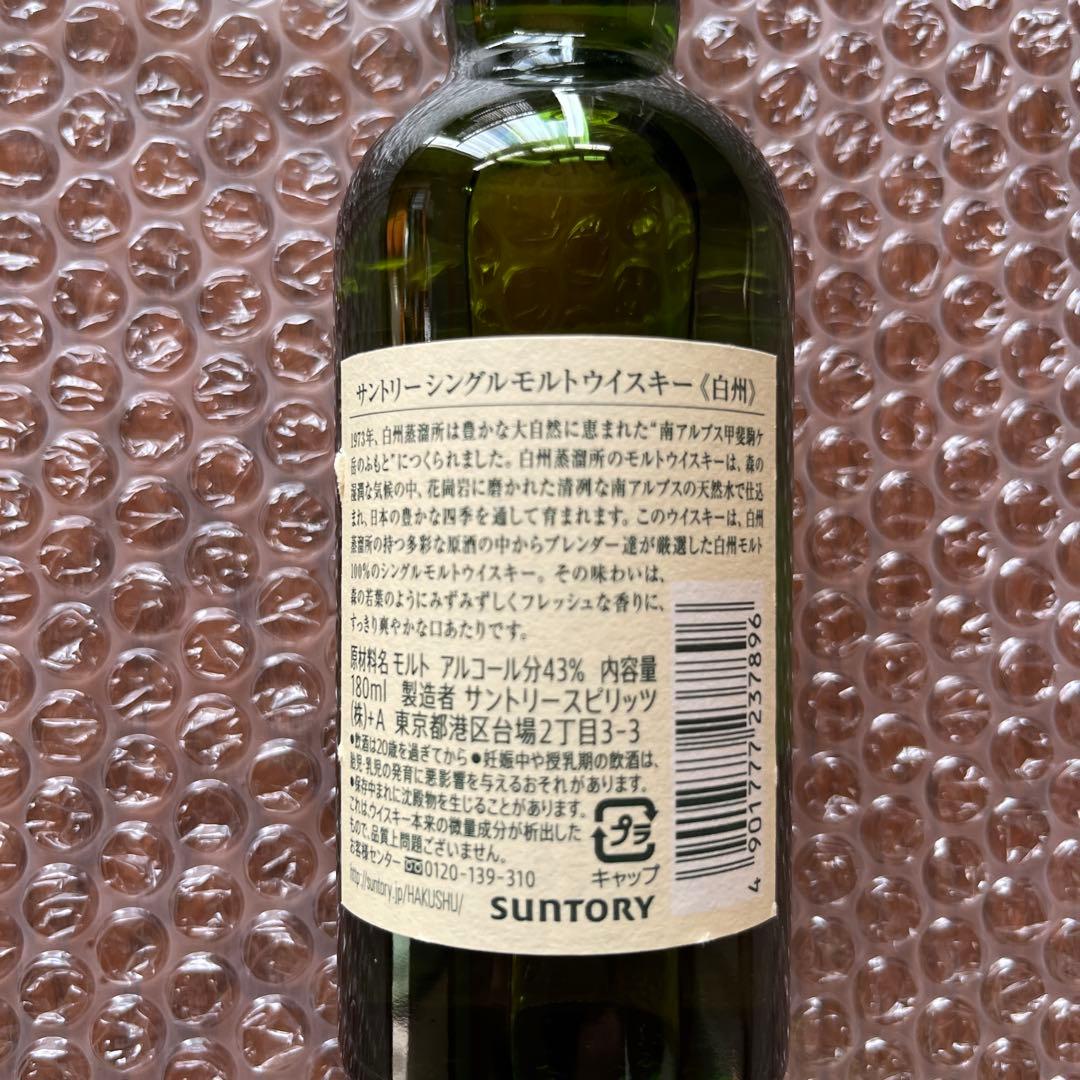 サントリー シングルモルトウイスキー《白州》
1973年、白州蒸溜所は豊かな大自然に恵まれた“南アルプス甲斐駒ケ
岳のふもと”につくられました。白州蒸溜所のモルトウイスキーは、森の
湿潤な気候の中、花崗岩に磨かれた清冽な南アルプスの天然水で仕込
まれ、日本の豊かな四季を通して育まれます。このウイスキーは、白州
蒸溜所の持つ多彩な原酒の中からブレンダー達が厳選した白州モルト
100%のシングルモルトウイスキー。その味わいは、
森の若葉のようにみずみずしくフレッシュな香りに、
すっきり爽やかな口あたりです。
原材料名 モルト アルコール分43% 内容量
180ml 製造者 サントリースピリッツ
(株)+A 東京都港区台場2丁目3-3
●飲酒は20歳を過ぎてから ●妊娠中や授乳期の飲酒は、
胎児・乳児の発育に悪影響を与えるおそれがあります。
●保存中まれに沈殿物を生じることがあります。
これはウイスキー本来の微量成分が析出した
もので、品質上問題ございません。
お客様センター 0120-139-310
http://suntory.jp/HAKUSHU/
SUNTORY
プラ
キャップ
4 901777 237896